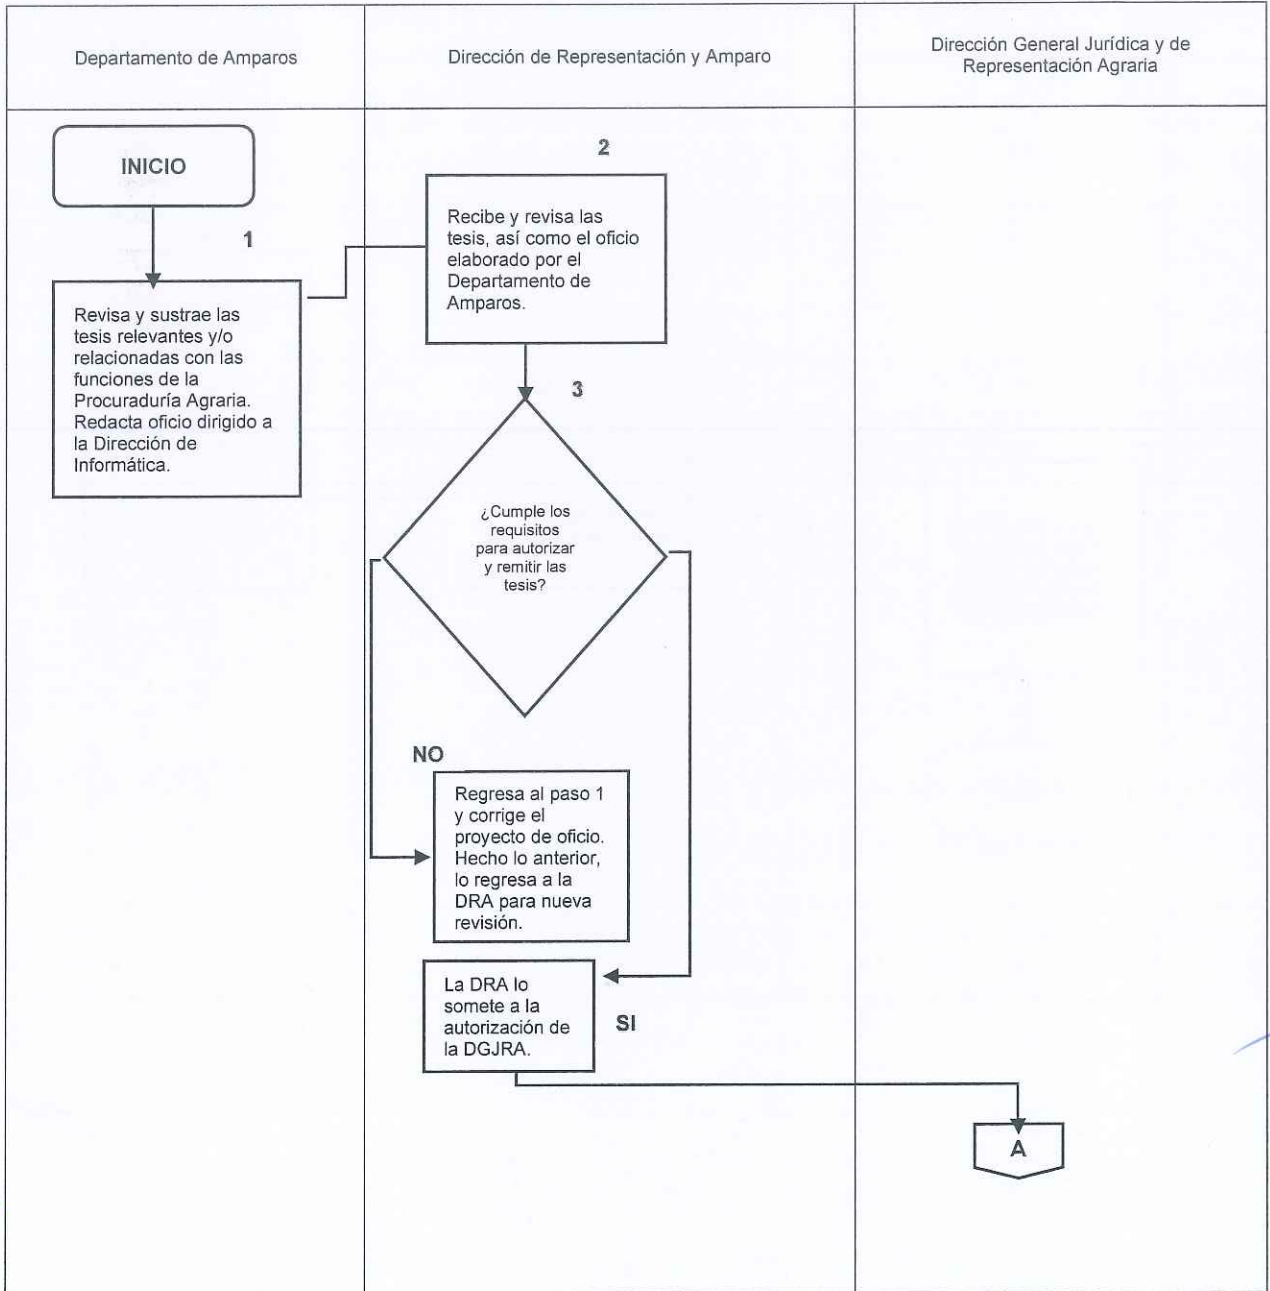 Departamento de Amparos
Dirección de Representación y Amparo
Dirección General Jurídica y de
Representación Agraria
INICIO
1
Revisa y sustrae las
tesis relevantes y/o
relacionadas con las
funciones de la
Procuraduría Agraria.
Redacta oficio dirigido a
la Dirección de
Informática.
2
Recibe y revisa las
tesis, así como el oficio
elaborado por el
Departamento de
Amparos.
3
¿Cumple los
requisitos
para autorizar
y remitir las
tesis?
NO
Regresa al paso 1
y corrige el
proyecto de oficio.
Hecho lo anterior,
lo regresa a la
DRA para nueva
revisión.
La DRA lo
somete a la
autorización de
la DGJRA.
SI
A